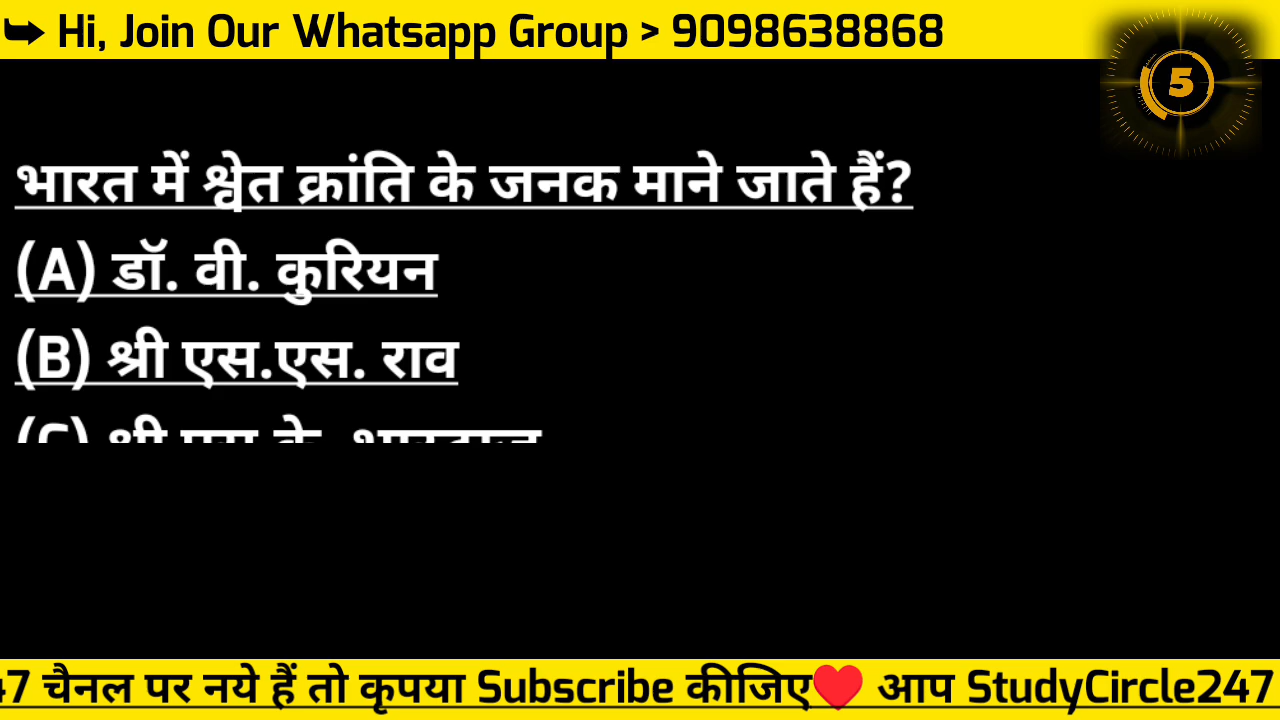 ➥ Hi, Join Our Whatsapp Group > 9098638868
5
भारत में श्वेत क्रांति के जनक माने जाते हैं?
(A) डॉ. वी. कुरियन
(B) श्री एस.एस. राव
(C) श्री एस.के.
47 चैनल पर नये हैं तो कृपया Subscribe कीजिए❤️ आप StudyCircle247